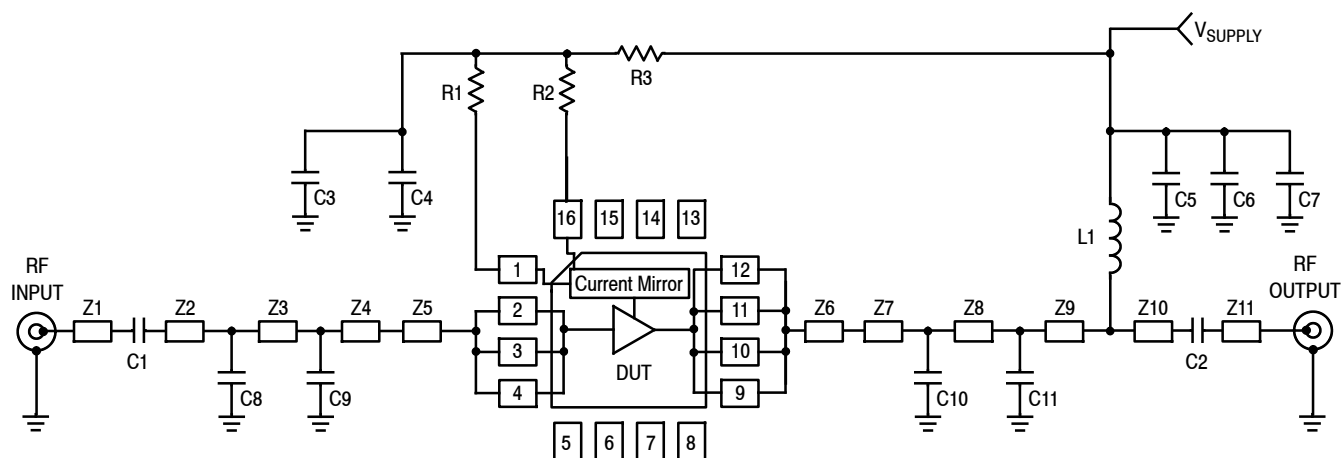 V_SUPPLY
R3
R1
R2
C3
C4
C5
C6
C7
16
15
14
13
L1
RF
INPUT
1
Current Mirror
12
RF
OUTPUT
Z1
Z2
Z3
Z4
Z5
2
11
Z6
Z7
Z8
Z9
Z10
Z11
3
10
C1
DUT
C2
4
9
C8
C9
C10
C11
5
6
7
8